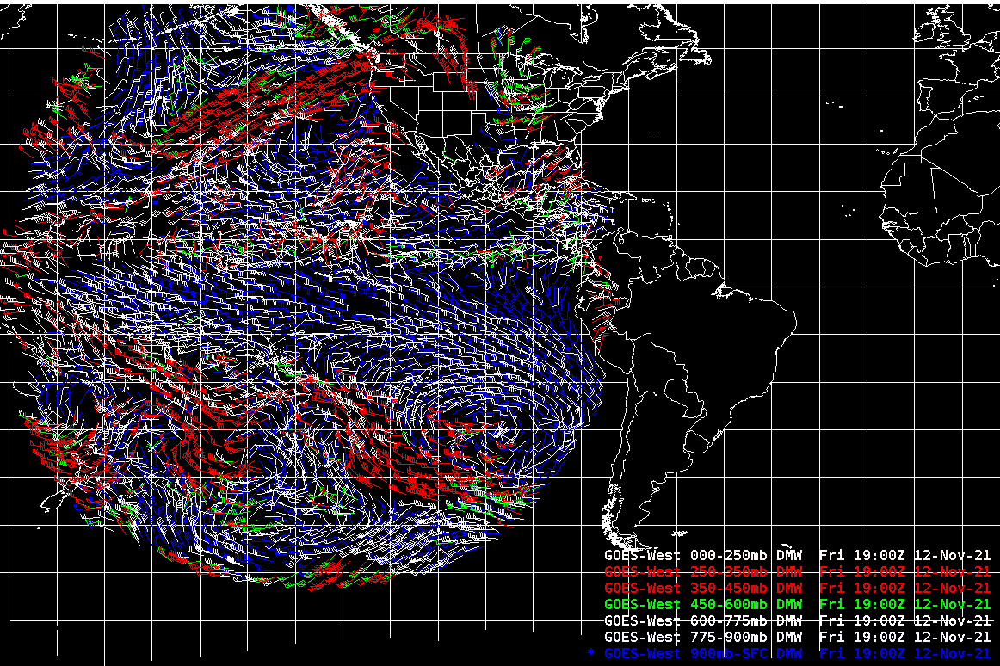 GOES-West 000-250mb DMW Fri 19:00Z 12-Nov-21
GOES-West 250-350mb DMW Fri 19:00Z 12-Nov-21
GOES-West 350-450mb DMW Fri 19:00Z 12-Nov-21
GOES-West 450-600mb DMW Fri 19:00Z 12-Nov-21
GOES-West 600-775mb DMW Fri 19:00Z 12-Nov-21
GOES-West 775-900mb DMW Fri 19:00Z 12-Nov-21
* GOES-West 900mb-SFC DMW Fri 19:00Z 12-Nov-21